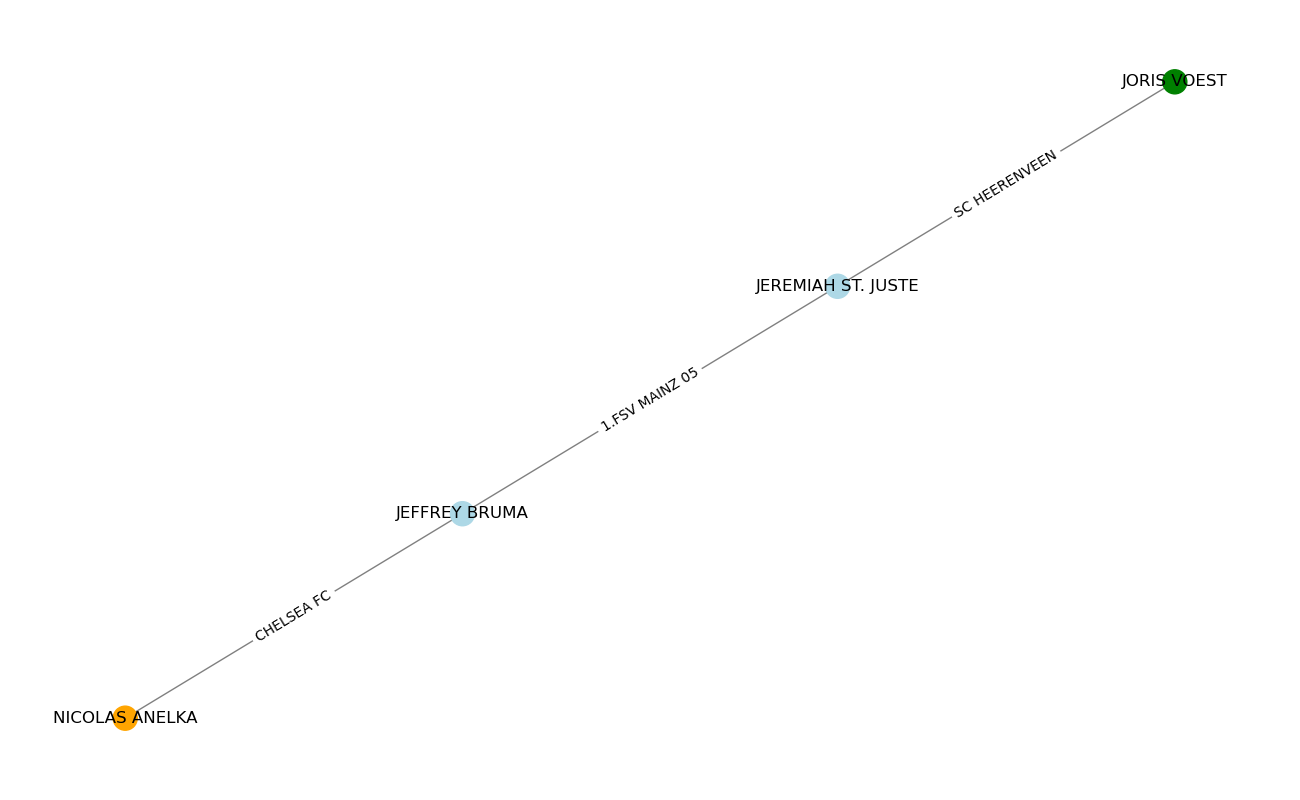 JORIS VOEST
SC HEERENVEEN
JEREMIAH ST. JUSTE
1.FSV MAINZ 05
JEFFREY BRUMA
CHELSEA FC
NICOLAS ANELKA